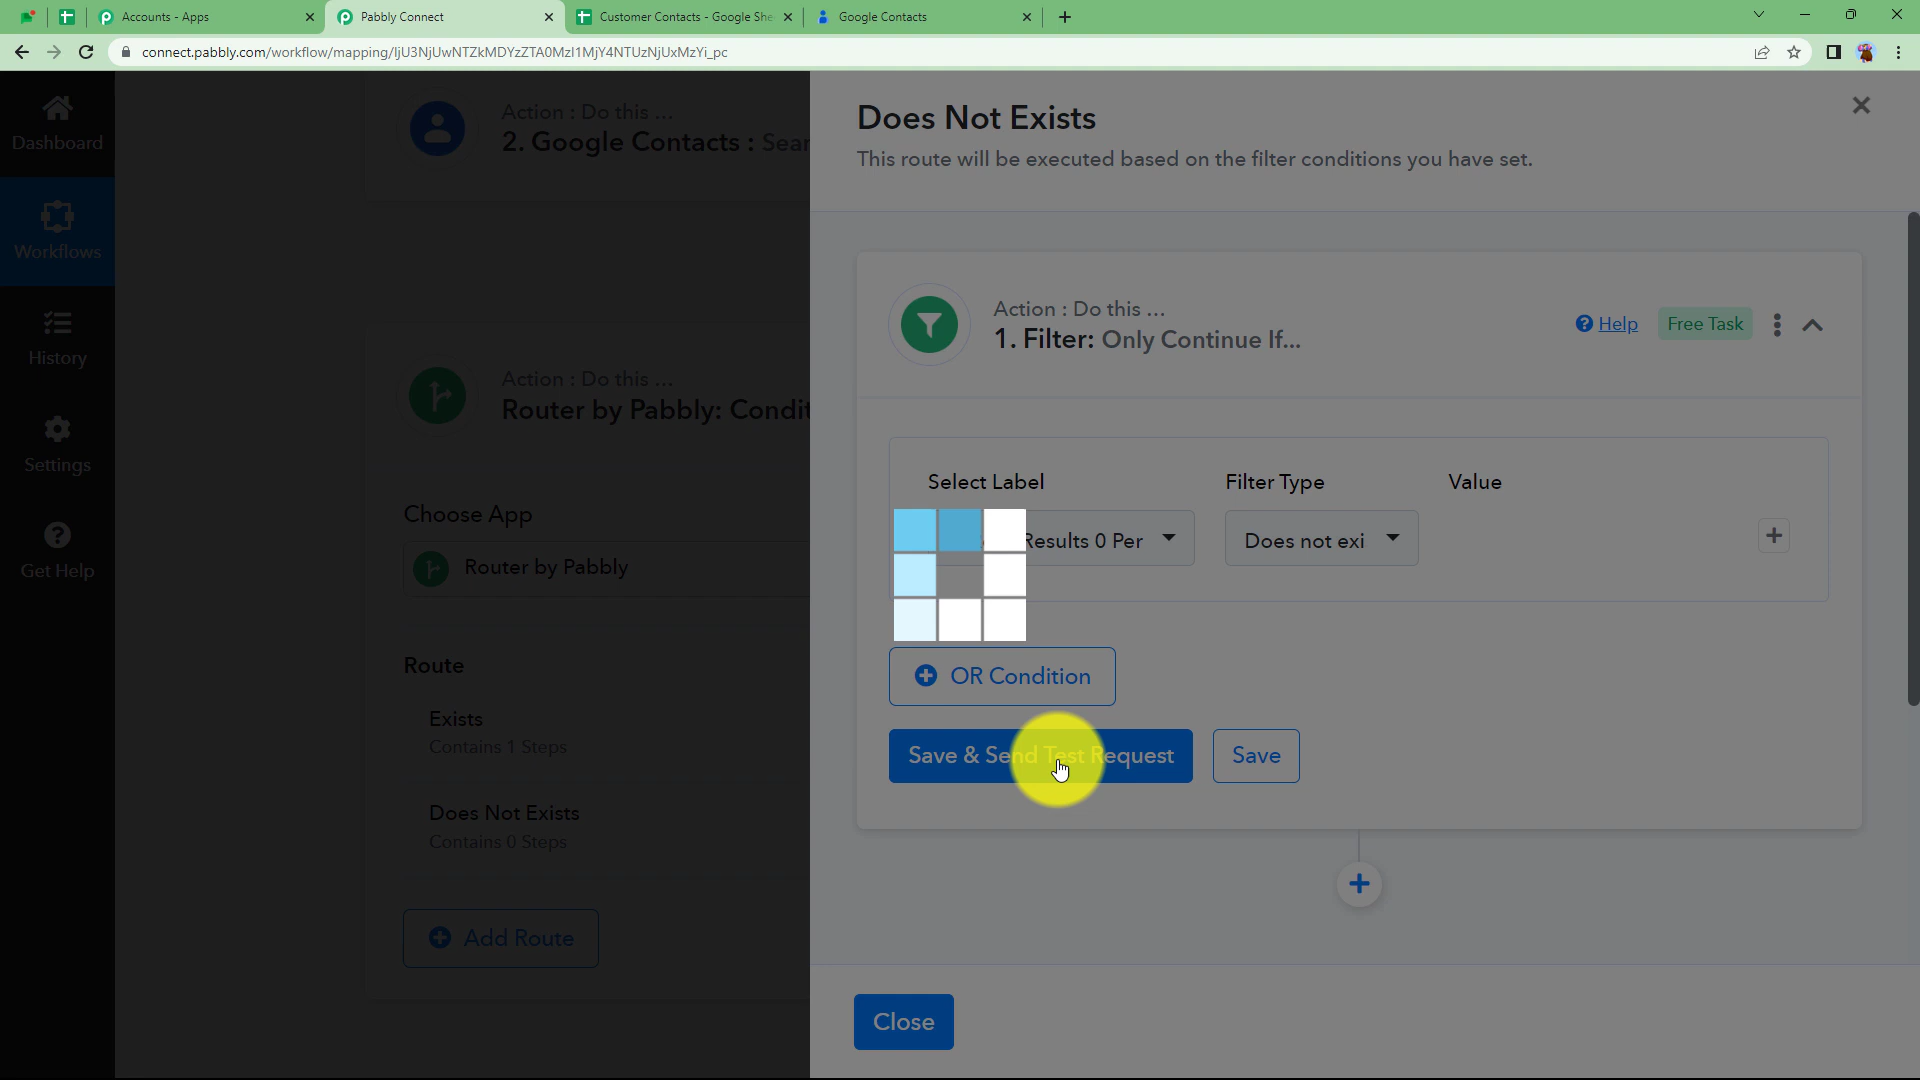 Accounts - Apps
Pabbly Connect
Customer Contacts - Google She
Google Contacts
connect.pabbly.com/workflow/mapping/IjU3NjUwNTZkMDYzZTA0MzI1MjY4NTUzNjUxMzYi_pc
Dashboard
Workflows
History
Settings
Get Help
Action : Do this ...
2. Google Contacts : Sear
Action : Do this ...
Router by Pabbly: Condit
Choose App
Router by Pabbly
Route
Exists
Contains 1 Steps
Does Not Exists
Contains 0 Steps
Add Route
Does Not Exists
This route will be executed based on the filter conditions you have set.
Action : Do this ...
1. Filter: Only Continue If...
Help
Free Task
Select Label
Filter Type
Value
Results 0 Per
Does not exi
OR Condition
Save & Send Test Request
Save
Close